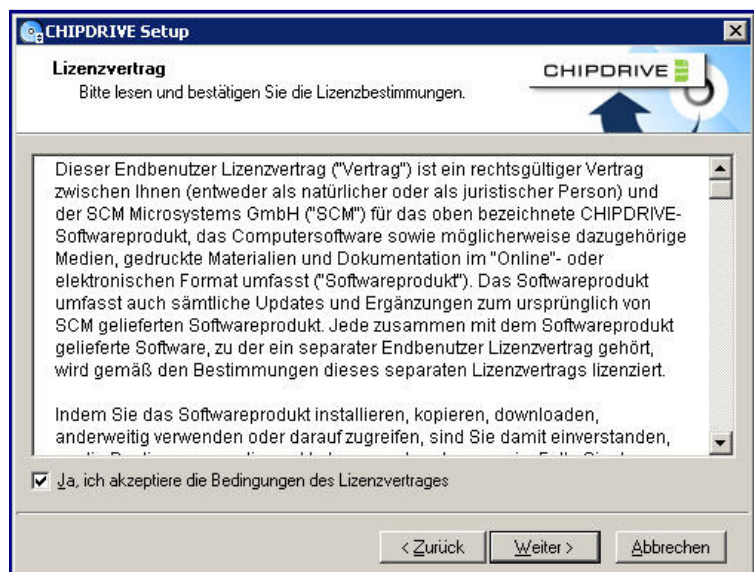 CHIPDRIVE Setup
Lizenzvertrag
Bitte lesen und bestätigen Sie die Lizenzbestimmungen.
CHIPDRIVE
Dieser Endbenutzer Lizenzvertrag ("Vertrag") ist ein rechtsgültiger Vertrag
zwischen Ihnen (entweder als natürlicher oder als juristischer Person) und
der SCM Microsystems GmbH ("SCM") für das oben bezeichnete CHIPDRIVE-
Softwareprodukt, das Computersoftware sowie möglicherweise dazugehörige
Medien, gedruckte Materialien und Dokumentation im "Online"- oder
elektronischen Format umfasst ("Softwareprodukt"). Das Softwareprodukt
umfasst auch sämtliche Updates und Ergänzungen zum ursprünglich von
SCM gelieferten Softwareprodukt. Jede zusammen mit dem Softwareprodukt
gelieferte Software, zu der ein separater Endbenutzer Lizenzvertrag gehört,
wird gemäß den Bestimmungen dieses separaten Lizenzvertrags lizenziert.
Indem Sie das Softwareprodukt installieren, kopieren, downloaden,
anderweitig verwenden oder darauf zugreifen, sind Sie damit einverstanden,
Ja, ich akzeptiere die Bedingungen des Lizenzvertrages
< Zurück
Weiter >
Abbrechen